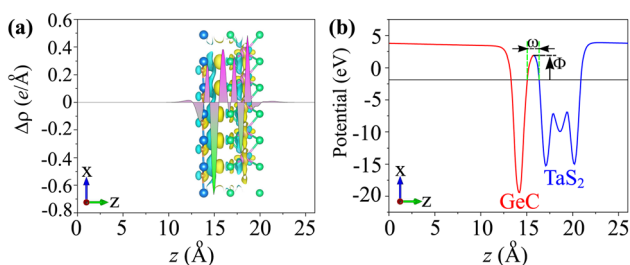 (a)
0.6
0.4
0.2
0
-0.2
-0.4
-0.6
-0.8
Δρ (e/Å)
x
z
0 5 10 15 20 25
z (Å)
(b)
5
0
-5
-10
-15
-20
Potential (eV)
ω
Φ
GeC
TaS₂
x
z
0 5 10 15 20 25
z (Å)